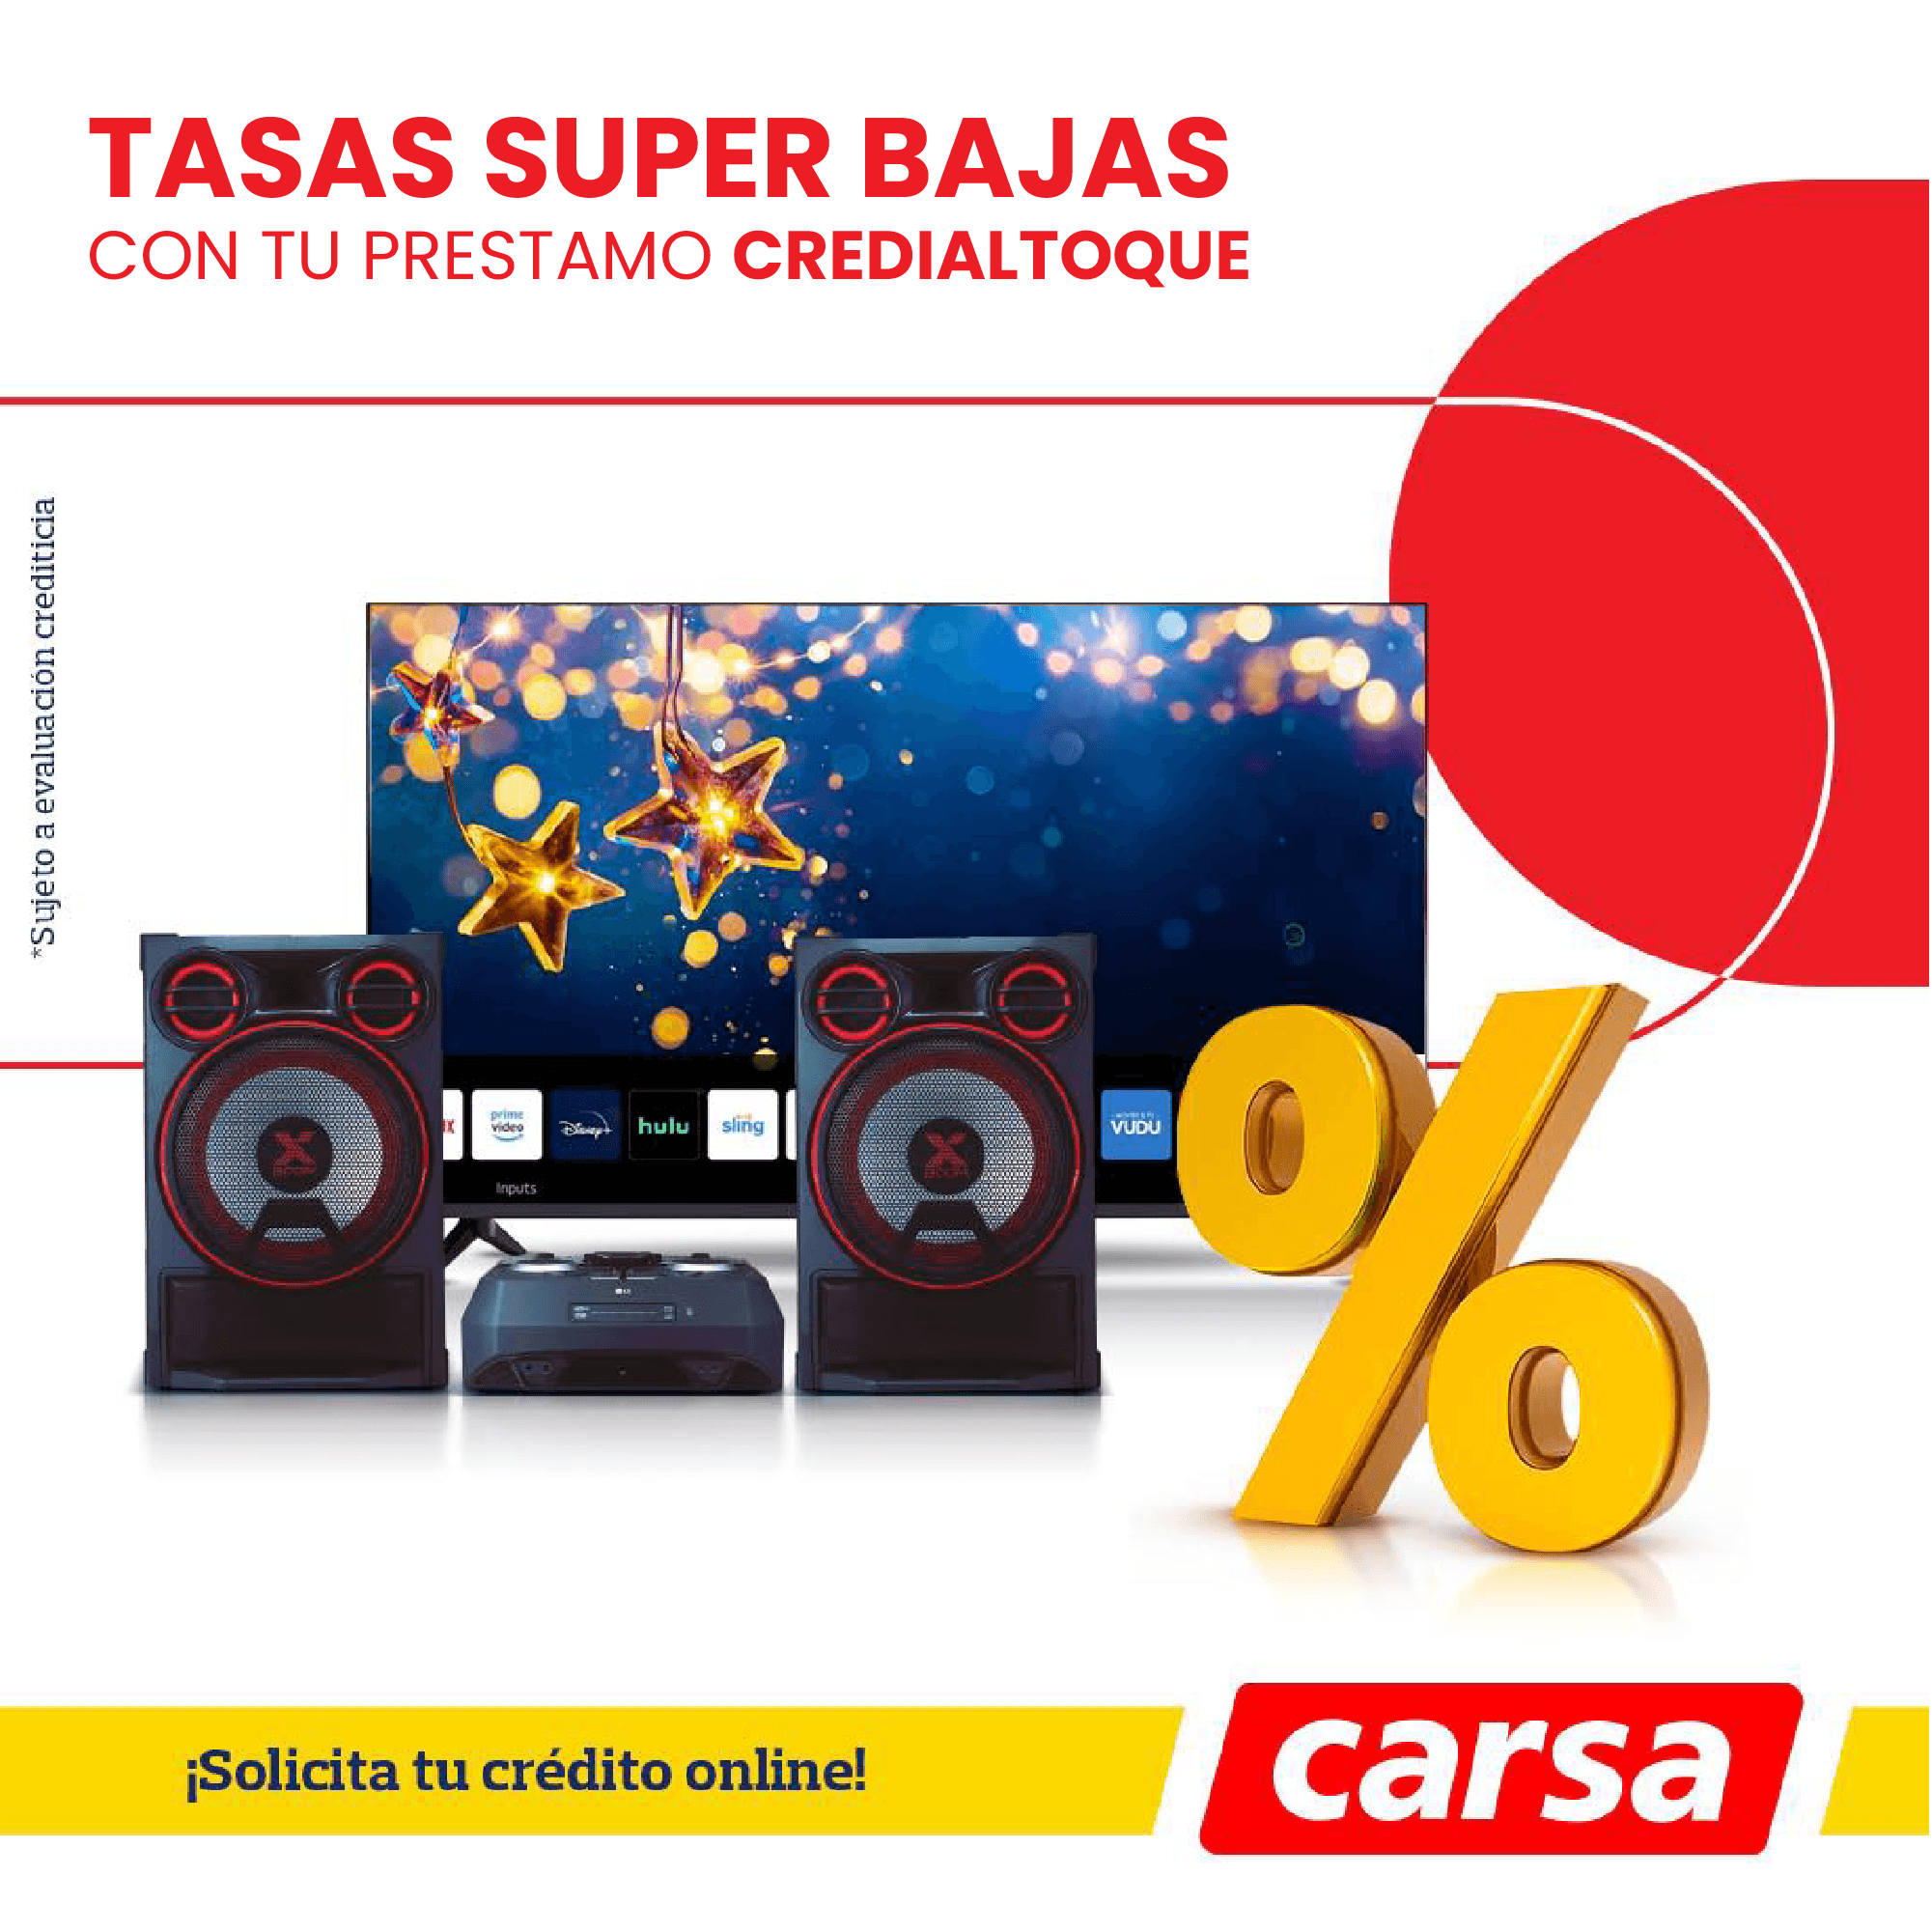 TASAS SUPER BAJAS
CON TU PRESTAMO CREDIALTOQUE
*Sujeto a evaluación crediticia
prime video
Disney+
hulu
sling
VUDU
Inputs
X
X
LG
¡Solicita tu crédito online!
carsa